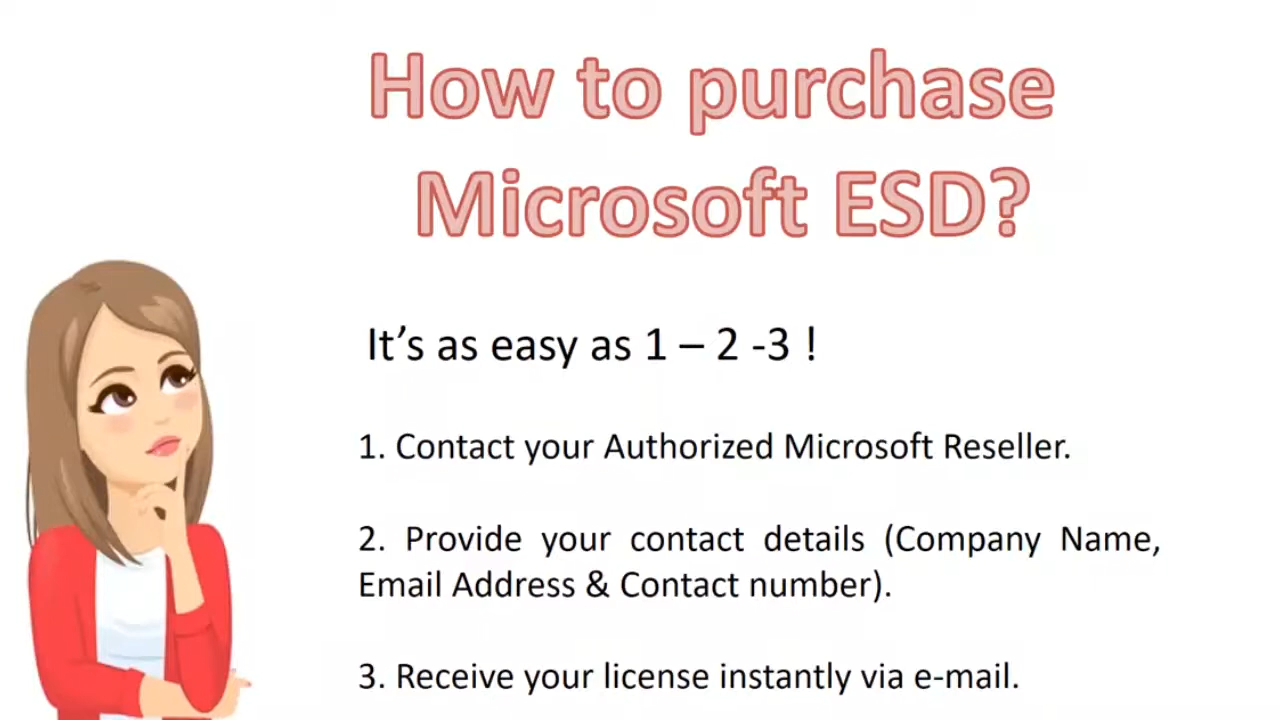 How to purchase
Microsoft ESD?
It’s as easy as 1 – 2 -3 !
1. Contact your Authorized Microsoft Reseller.
2. Provide your contact details (Company Name,
Email Address & Contact number).
3. Receive your license instantly via e-mail.